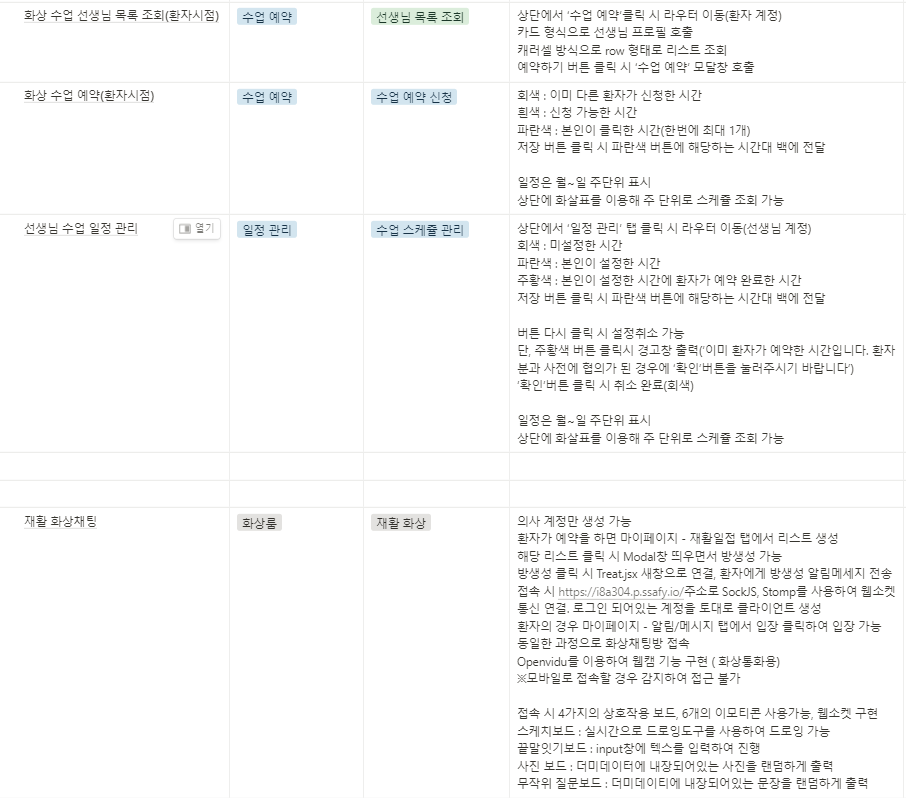 화상 수업 선생님 목록 조회(환자시점)
수업 예약
선생님 목록 조회
상단에서 '수업 예약'클릭 시 라우터 이동(환자 계정)
카드 형식으로 선생님 프로필 호출
캐러셀 방식으로 row 형태로 리스트 조회
예약하기 버튼 클릭 시 '수업 예약' 모달창 호출
화상 수업 예약(환자시점)
수업 예약
수업 예약 신청
회색 : 이미 다른 환자가 신청한 시간
흰색 : 신청 가능한 시간
파란색 : 본인이 클릭한 시간(한번에 최대 1개)
저장 버튼 클릭 시 파란색 버튼에 해당하는 시간대 백에 전달
일정은 월~일 주단위 표시
상단에 화살표를 이용해 주 단위로 스케쥴 조회 가능
선생님 수업 일정 관리
열기
일정 관리
수업 스케쥴 관리
상단에서 '일정 관리' 탭 클릭 시 라우터 이동(선생님 계정)
회색 : 미설정한 시간
파란색 : 본인이 설정한 시간
주황색 : 본인이 설정한 시간에 환자가 예약 완료한 시간
저장 버튼 클릭 시 파란색 버튼에 해당하는 시간대 백에 전달
버튼 다시 클릭 시 설정취소 가능
단, 주황색 버튼 클릭시 경고창 출력('이미 환자가 예약한 시간입니다. 환자
분과 사전에 협의가 된 경우에 '확인'버튼을 눌러주시기 바랍니다')
'확인'버튼 클릭 시 취소 완료(회색)
일정은 월~일 주단위 표시
상단에 화살표를 이용해 주 단위로 스케쥴 조회 가능
재활 화상채팅
화상룸
재활 화상
의사 계정만 생성 가능
환자가 예약을 하면 마이페이지 - 재활일접 탭에서 리스트 생성
해당 리스트 클릭 시 Modal창 띄우면서 방생성 가능
방생성 클릭 시 Treat.jsx 새창으로 연결, 환자에게 방생성 알림메세지 전송
접속 시 https://i8a304.p.ssafy.io/주소로 SockJS, Stomp를 사용하여 웹소켓
통신 연결. 로그인 되어있는 계정을 토대로 클라이언트 생성
환자의 경우 마이페이지 - 알림/메시지 탭에서 입장 클릭하여 입장 가능
동일한 과정으로 화상채팅방 접속
Openvidu를 이용하여 웹캠 기능 구현 ( 화상통화용)
※모바일로 접속할 경우 감지하여 접근 불가
접속 시 4가지의 상호작용 보드, 6개의 이모티콘 사용가능, 웹소켓 구현
스케치보드 : 실시간으로 드로잉도구를 사용하여 드로잉 가능
끝말잇기보드 : input창에 텍스를 입력하여 진행
사진 보드 : 더미데이터에 내장되어있는 사진을 랜덤하게 출력
무작위 질문보드 : 더미데이티에 내장되어있는 문장을 랜덤하게 출력